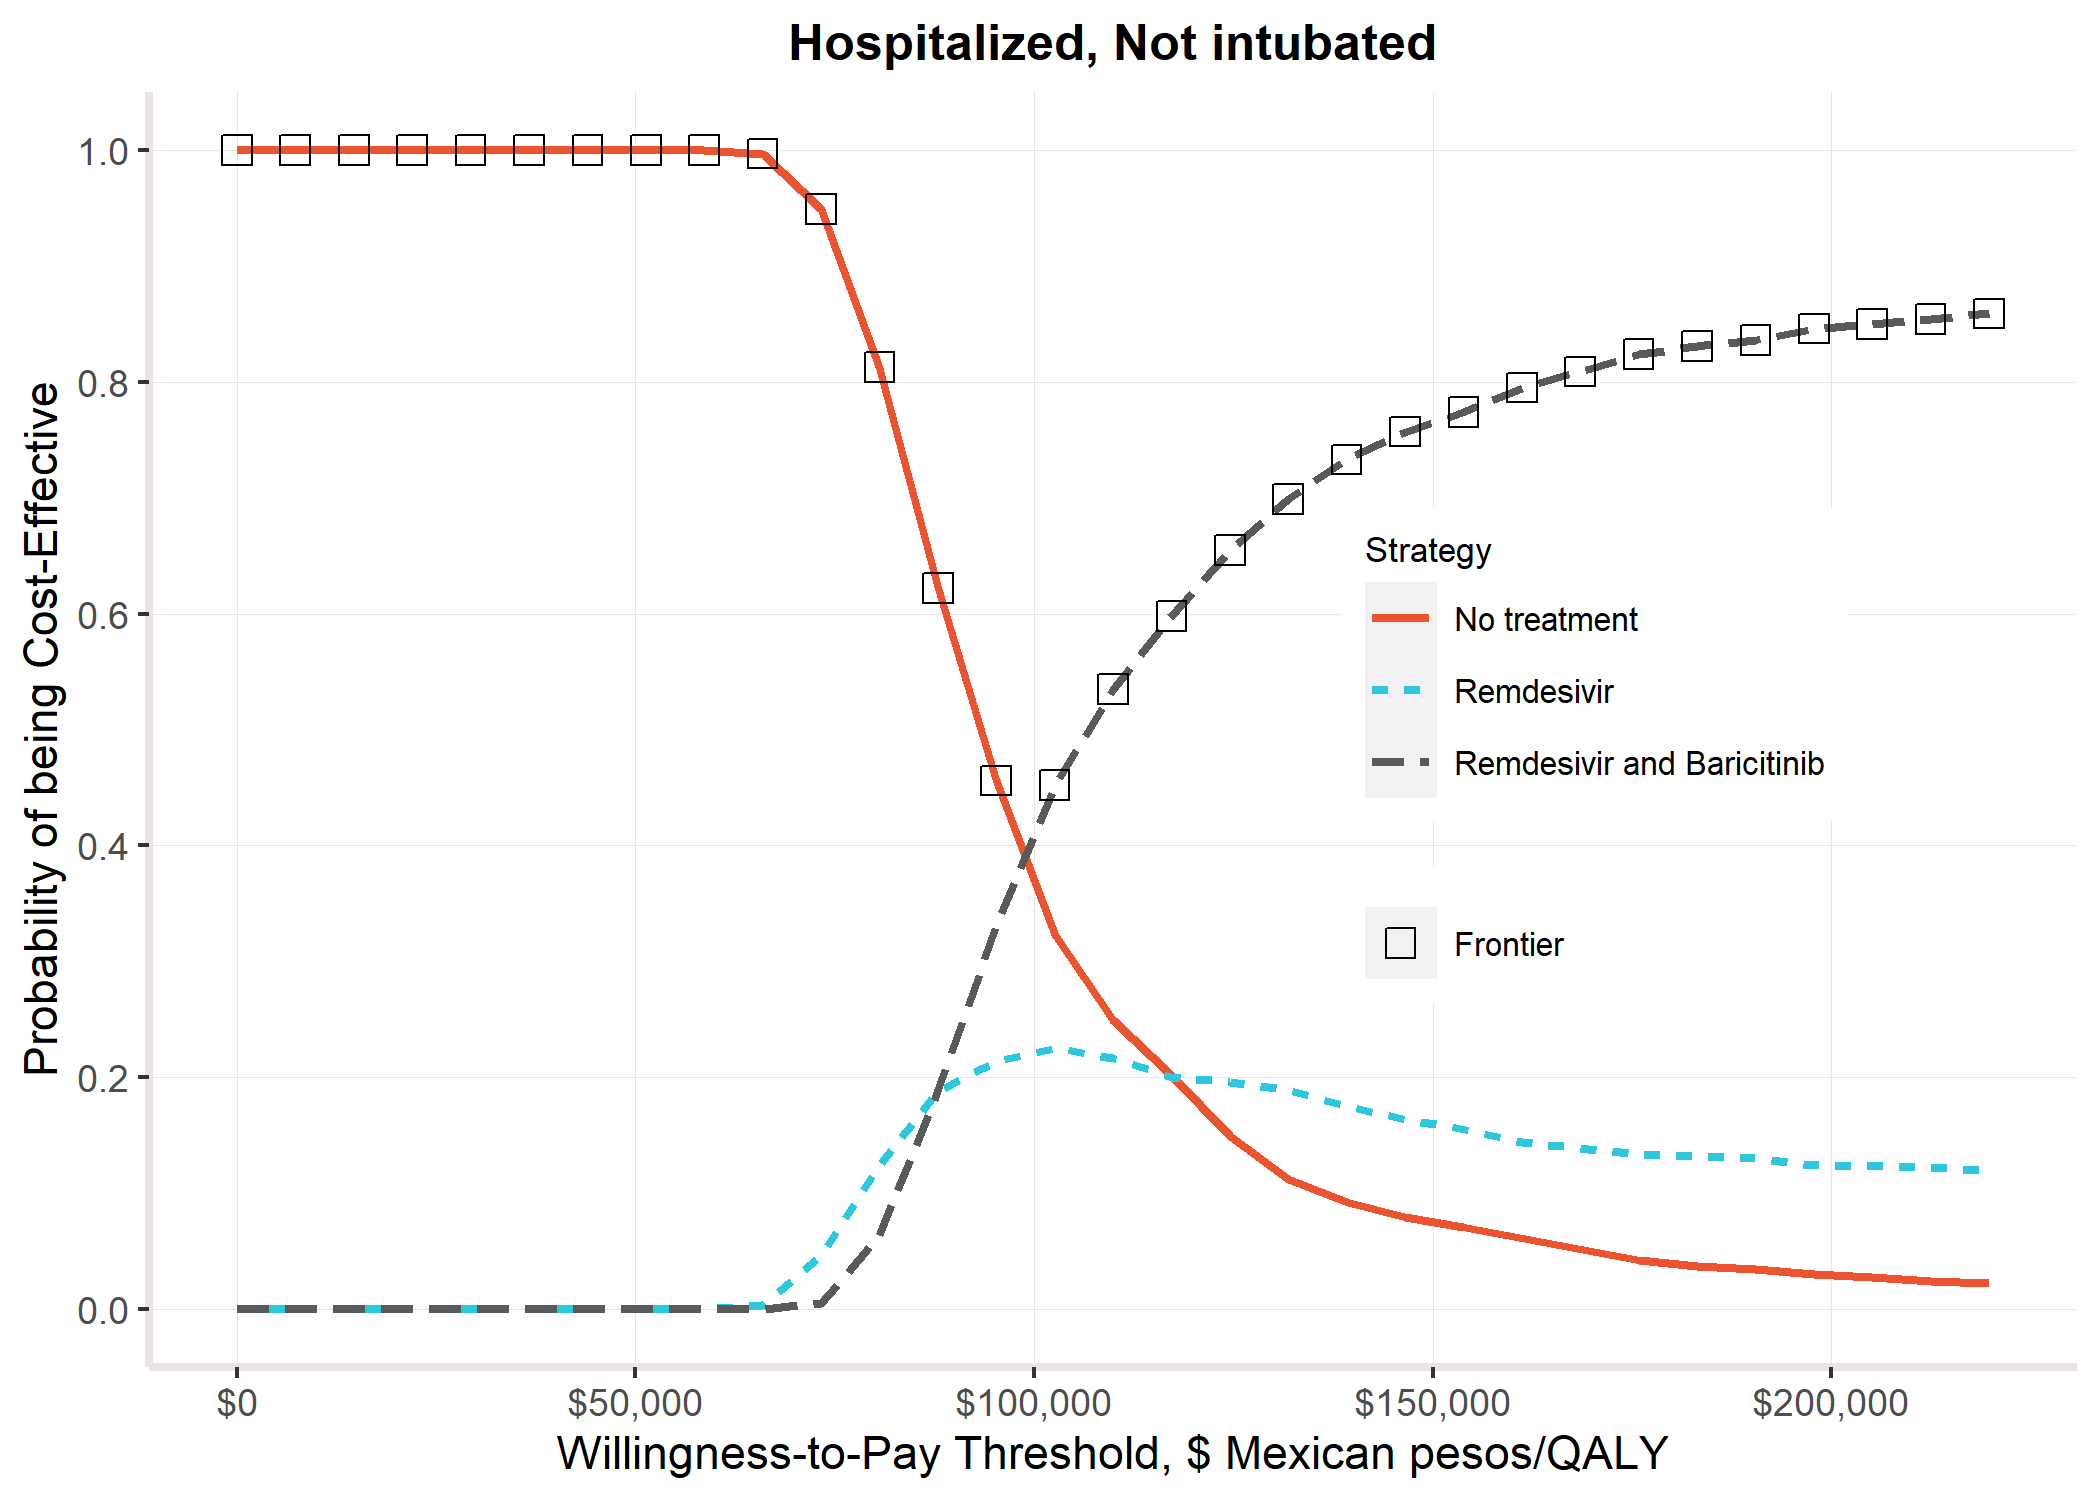 Hospitalized, Not intubated
Probability of being Cost-Effective
1.0
0.8
0.6
0.4
0.2
0.0
Strategy
No treatment
Remdesivir
Remdesivir and Baricitinib
Frontier
$0
$50,000
$100,000
$150,000
$200,000
Willingness-to-Pay Threshold, $ Mexican pesos/QALY